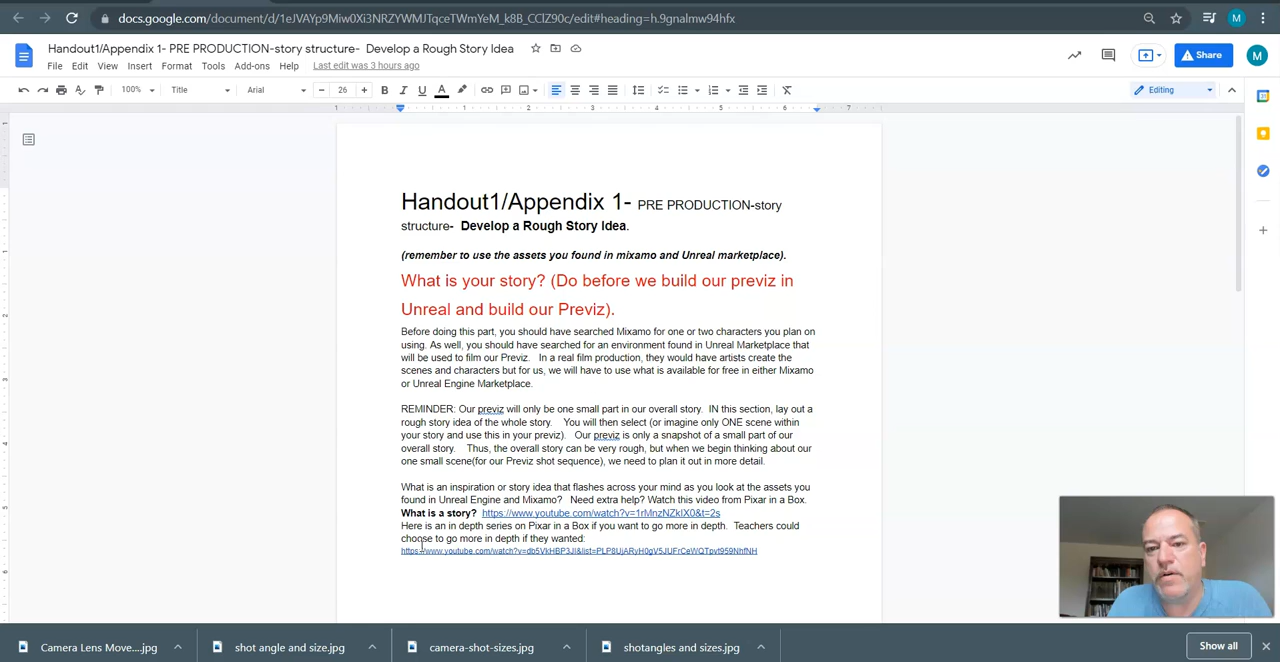 docs.google.com/document/d/1eJVAYp9Miw0Xi3NRZYWMJTqceTWmYeM_k8B_CClZ90c/edit#heading=h.9gnalmw94hfx
M
Handout1/Appendix 1- PRE PRODUCTION-story structure- Develop a Rough Story Idea
Share
M
File Edit View Insert Format Tools Add-ons Help Last edit was 3 hours ago
100% Title Arial 26 B I U A Editing
1 1 2 3 4 5 6 7
Handout1/Appendix 1- PRE PRODUCTION-story
structure- Develop a Rough Story Idea.
(remember to use the assets you found in mixamo and Unreal marketplace).
What is your story? (Do before we build our previz in
Unreal and build our Previz).
Before doing this part, you should have searched Mixamo for one or two characters you plan on
using. As well, you should have searched for an environment found in Unreal Marketplace that
will be used to film our Previz. In a real film production, they would have artists create the
scenes and characters but for us, we will have to use what is available for free in either Mixamo
or Unreal Engine Marketplace.
REMINDER: Our previz will only be one small part in our overall story. IN this section, lay out a
rough story idea of the whole story. You will then select (or imagine only ONE scene within
your story and use this in your previz). Our previz is only a snapshot of a small part of our
overall story. Thus, the overall story can be very rough, but when we begin thinking about our
one small scene(for our Previz shot sequence), we need to plan it out in more detail.
What is an inspiration or story idea that flashes across your mind as you look at the assets you
found in Unreal Engine and Mixamo? Need extra help? Watch this video from Pixar in a Box.
What is a story? https://www.youtube.com/watch?v=1rMnzNZkIX0&t=2s
Here is an in depth series on Pixar in a Box if you want to go more in depth. Teachers could
choose to go more in depth if they wanted:
Camera Lens Move....jpg shot angle and size.jpg camera-shot-sizes.jpg shotangles and sizes.jpg Show all